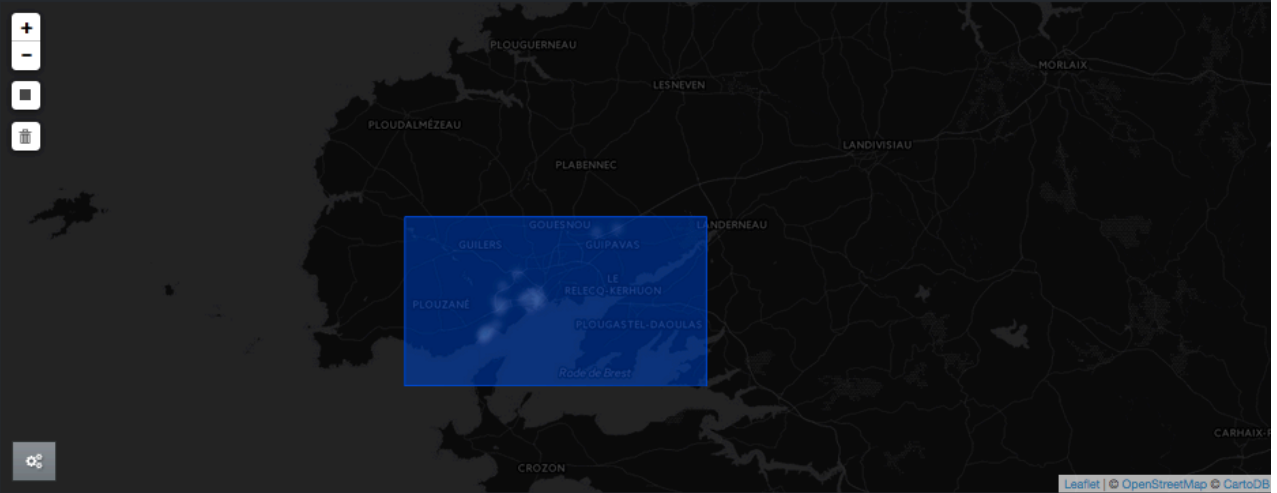 +
PLOUGUERNEAU
-
MORLAIX
LESNEVEN
PLOUDALMÉZEAU
LANDIVISIAU
PLABENNEC
GOUESNOU
LANDERNEAU
GUILERS
GUIPAVAS
LE
RELECQ-KERHUON
PLOUZANÉ
PLOUGASTEL-DAOULAS
Rade de Brest
CARHAIX-
CROZON
Leaflet | © OpenStreetMap © CartoDB